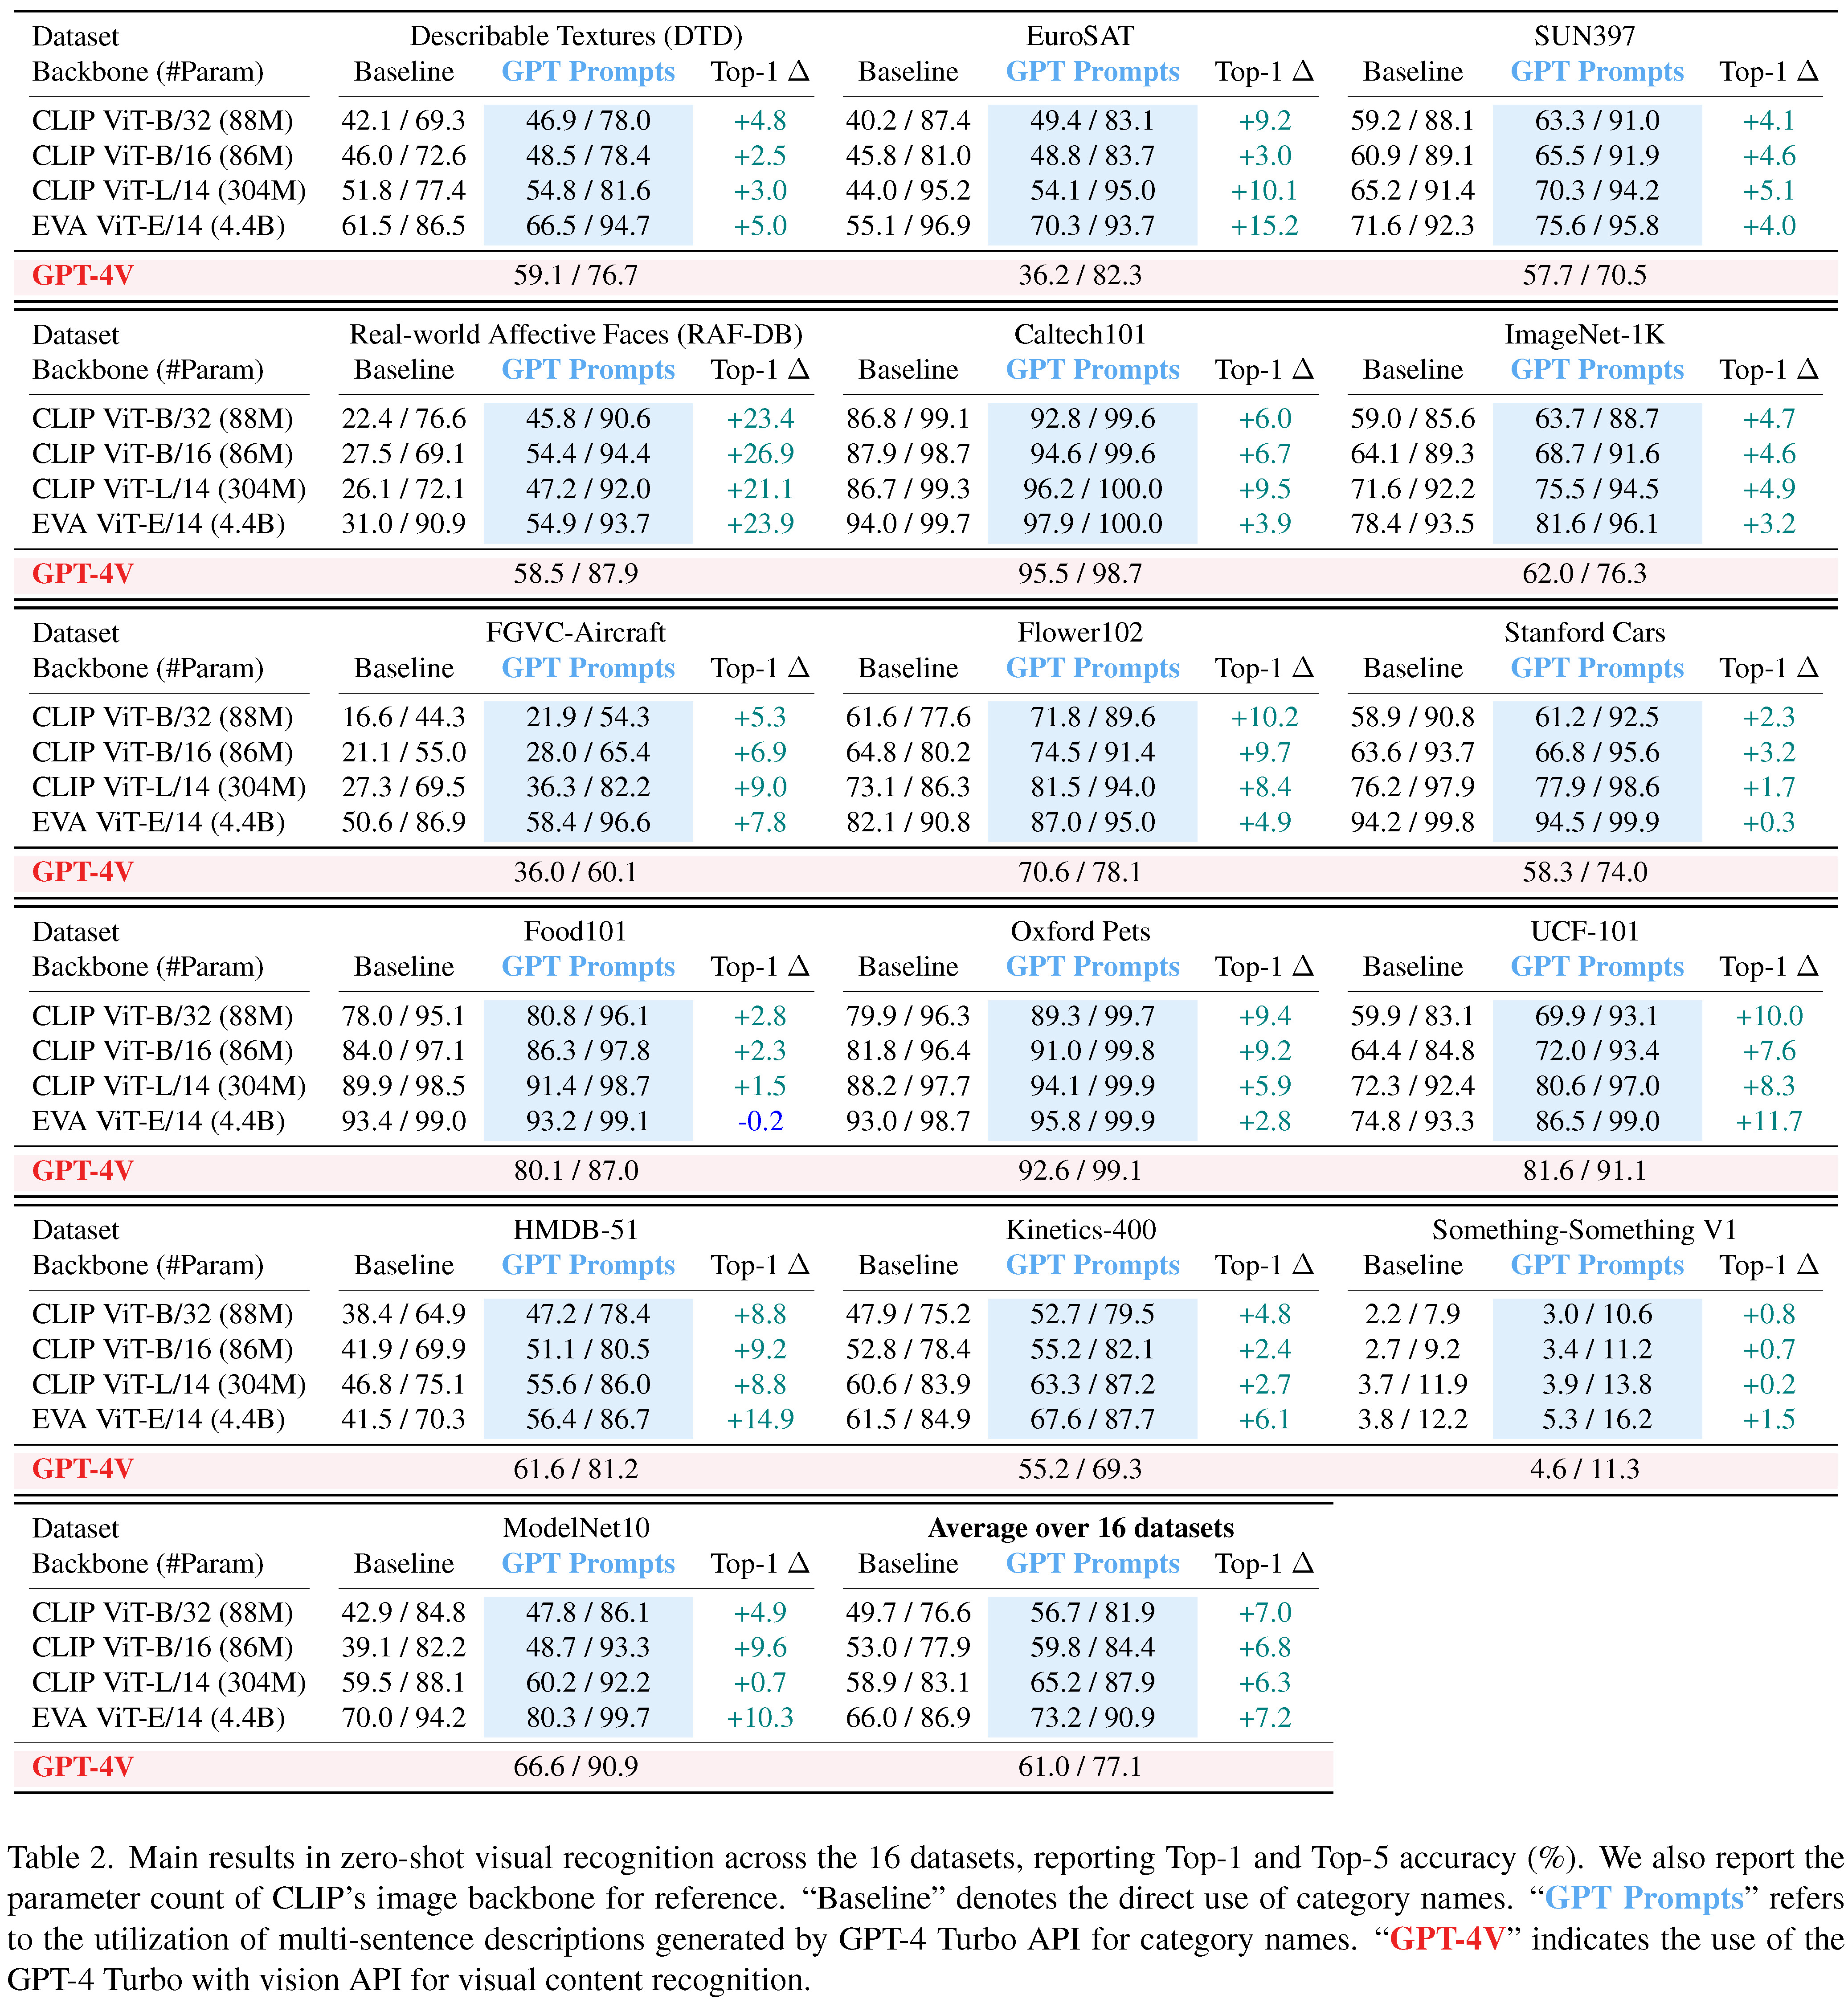 Dataset Describable Textures (DTD) EuroSAT SUN397
Backbone (#Param) Baseline GPT Prompts Top-1 Δ Baseline GPT Prompts Top-1 Δ Baseline GPT Prompts Top-1 Δ
CLIP ViT-B/32 (88M) 42.1 / 69.3 46.9 / 78.0 +4.8 40.2 / 87.4 49.4 / 83.1 +9.2 59.2 / 88.1 63.3 / 91.0 +4.1
CLIP ViT-B/16 (86M) 46.0 / 72.6 48.5 / 78.4 +2.5 45.8 / 81.0 48.8 / 83.7 +3.0 60.9 / 89.1 65.5 / 91.9 +4.6
CLIP ViT-L/14 (304M) 51.8 / 77.4 54.8 / 81.6 +3.0 44.0 / 95.2 54.1 / 95.0 +10.1 65.2 / 91.4 70.3 / 94.2 +5.1
EVA ViT-E/14 (4.4B) 61.5 / 86.5 66.5 / 94.7 +5.0 55.1 / 96.9 70.3 / 93.7 +15.2 71.6 / 92.3 75.6 / 95.8 +4.0
GPT-4V 59.1 / 76.7 36.2 / 82.3 57.7 / 70.5
Dataset Real-world Affective Faces (RAF-DB) Caltech101 ImageNet-1K
Backbone (#Param) Baseline GPT Prompts Top-1 Δ Baseline GPT Prompts Top-1 Δ Baseline GPT Prompts Top-1 Δ
CLIP ViT-B/32 (88M) 22.4 / 76.6 45.8 / 90.6 +23.4 86.8 / 99.1 92.8 / 99.6 +6.0 59.0 / 85.6 63.7 / 88.7 +4.7
CLIP ViT-B/16 (86M) 27.5 / 69.1 54.4 / 94.4 +26.9 87.9 / 98.7 94.6 / 99.6 +6.7 64.1 / 89.3 68.7 / 91.6 +4.6
CLIP ViT-L/14 (304M) 26.1 / 72.1 47.2 / 92.0 +21.1 86.7 / 99.3 96.2 / 100.0 +9.5 71.6 / 92.2 75.5 / 94.5 +4.9
EVA ViT-E/14 (4.4B) 31.0 / 90.9 54.9 / 93.7 +23.9 94.0 / 99.7 97.9 / 100.0 +3.9 78.4 / 93.5 81.6 / 96.1 +3.2
GPT-4V 58.5 / 87.9 95.5 / 98.7 62.0 / 76.3
Dataset FGVC-Aircraft Flower102 Stanford Cars
Backbone (#Param) Baseline GPT Prompts Top-1 Δ Baseline GPT Prompts Top-1 Δ Baseline GPT Prompts Top-1 Δ
CLIP ViT-B/32 (88M) 16.6 / 44.3 21.9 / 54.3 +5.3 61.6 / 77.6 71.8 / 89.6 +10.2 58.9 / 90.8 61.2 / 92.5 +2.3
CLIP ViT-B/16 (86M) 21.1 / 55.0 28.0 / 65.4 +6.9 64.8 / 80.2 74.5 / 91.4 +9.7 63.6 / 93.7 66.8 / 95.6 +3.2
CLIP ViT-L/14 (304M) 27.3 / 69.5 36.3 / 82.2 +9.0 73.1 / 86.3 81.5 / 94.0 +8.4 76.2 / 97.9 77.9 / 98.6 +1.7
EVA ViT-E/14 (4.4B) 50.6 / 86.9 58.4 / 96.6 +7.8 82.1 / 90.8 87.0 / 95.0 +4.9 94.2 / 99.8 94.5 / 99.9 +0.3
GPT-4V 36.0 / 60.1 70.6 / 78.1 58.3 / 74.0
Dataset Food101 Oxford Pets UCF-101
Backbone (#Param) Baseline GPT Prompts Top-1 Δ Baseline GPT Prompts Top-1 Δ Baseline GPT Prompts Top-1 Δ
CLIP ViT-B/32 (88M) 78.0 / 95.1 80.8 / 96.1 +2.8 79.9 / 96.3 89.3 / 99.7 +9.4 59.9 / 83.1 69.9 / 93.1 +10.0
CLIP ViT-B/16 (86M) 84.0 / 97.1 86.3 / 97.8 +2.3 81.8 / 96.4 91.0 / 99.8 +9.2 64.4 / 84.8 72.0 / 93.4 +7.6
CLIP ViT-L/14 (304M) 89.9 / 98.5 91.4 / 98.7 +1.5 88.2 / 97.7 94.1 / 99.9 +5.9 72.3 / 92.4 80.6 / 97.0 +8.3
EVA ViT-E/14 (4.4B) 93.4 / 99.0 93.2 / 99.1 -0.2 93.0 / 98.7 95.8 / 99.9 +2.8 74.8 / 93.3 86.5 / 99.0 +11.7
GPT-4V 80.1 / 87.0 92.6 / 99.1 81.6 / 91.1
Dataset HMDB-51 Kinetics-400 Something-Something V1
Backbone (#Param) Baseline GPT Prompts Top-1 Δ Baseline GPT Prompts Top-1 Δ Baseline GPT Prompts Top-1 Δ
CLIP ViT-B/32 (88M) 38.4 / 64.9 47.2 / 78.4 +8.8 47.9 / 75.2 52.7 / 79.5 +4.8 2.2 / 7.9 3.0 / 10.6 +0.8
CLIP ViT-B/16 (86M) 41.9 / 69.9 51.1 / 80.5 +9.2 52.8 / 78.4 55.2 / 82.1 +2.4 2.7 / 9.2 3.4 / 11.2 +0.7
CLIP ViT-L/14 (304M) 46.8 / 75.1 55.6 / 86.0 +8.8 60.6 / 83.9 63.3 / 87.2 +2.7 3.7 / 11.9 3.9 / 13.8 +0.2
EVA ViT-E/14 (4.4B) 41.5 / 70.3 56.4 / 86.7 +14.9 61.5 / 84.9 67.6 / 87.7 +6.1 3.8 / 12.2 5.3 / 16.2 +1.5
GPT-4V 61.6 / 81.2 55.2 / 69.3 4.6 / 11.3
Dataset ModelNet10 Average over 16 datasets
Backbone (#Param) Baseline GPT Prompts Top-1 Δ Baseline GPT Prompts Top-1 Δ
CLIP ViT-B/32 (88M) 42.9 / 84.8 47.8 / 86.1 +4.9 49.7 / 76.6 56.7 / 81.9 +7.0
CLIP ViT-B/16 (86M) 39.1 / 82.2 48.7 / 93.3 +9.6 53.0 / 77.9 59.8 / 84.4 +6.8
CLIP ViT-L/14 (304M) 59.5 / 88.1 60.2 / 92.2 +0.7 58.9 / 83.1 65.2 / 87.9 +6.3
EVA ViT-E/14 (4.4B) 70.0 / 94.2 80.3 / 99.7 +10.3 66.0 / 86.9 73.2 / 90.9 +7.2
GPT-4V 66.6 / 90.9 61.0 / 77.1
Table 2. Main results in zero-shot visual recognition across the 16 datasets, reporting Top-1 and Top-5 accuracy (%). We also report the
parameter count of CLIP’s image backbone for reference. “Baseline” denotes the direct use of category names. “GPT Prompts” refers
to the utilization of multi-sentence descriptions generated by GPT-4 Turbo API for category names. “GPT-4V” indicates the use of the
GPT-4 Turbo with vision API for visual content recognition.